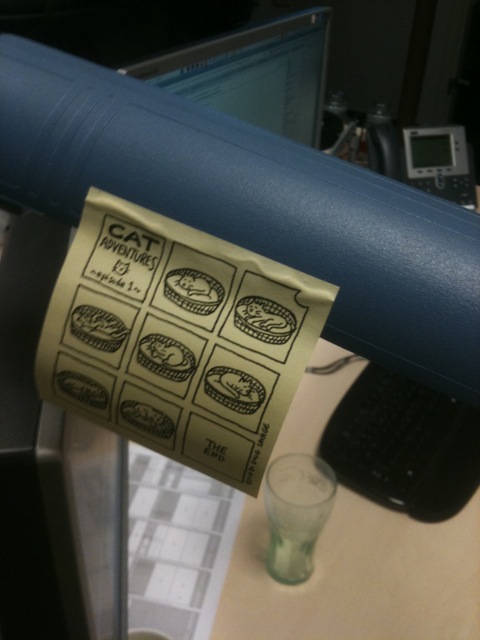 CAT
ADVENTURES
~episode 1~
THE
END